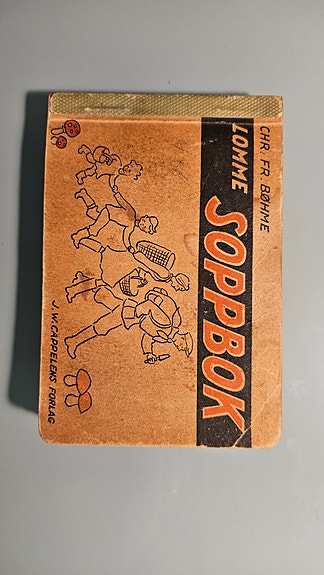 CHR. FR BØHME
LOMME
SOPPBOK
J.W. CAPPELENS FORLAG